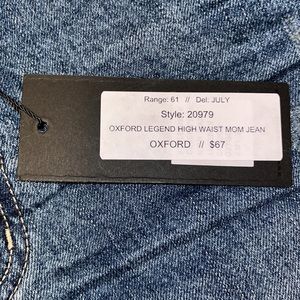 Range: 61 // Del: JULY
Style: 20979
OXFORD LEGEND HIGH WAIST MOM JEAN
OXFORD // $67